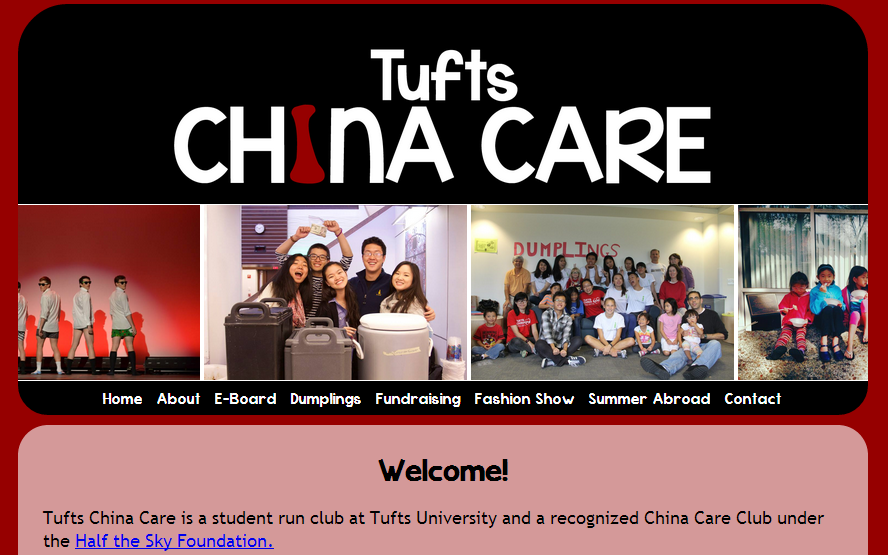 Tufts
CHINA CARE
DUMPLINGS
Home About E-Board Dumplings Fundraising Fashion Show Summer Abroad Contact
Welcome!
Tufts China Care is a student run club at Tufts University and a recognized China Care Club under
the Half the Sky Foundation.